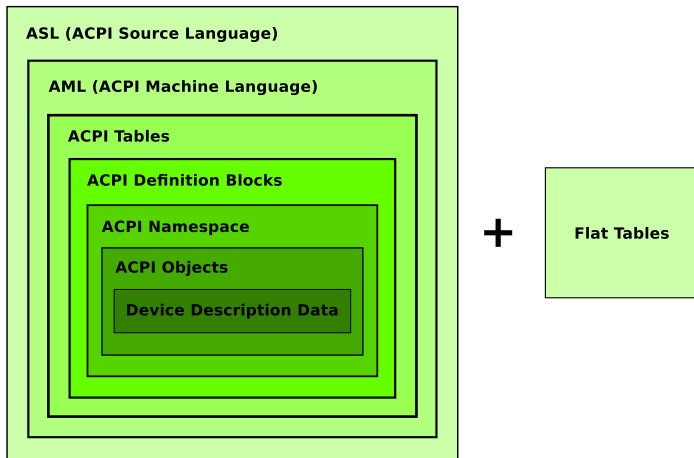 ASL (ACPI Source Language)
AML (ACPI Machine Language)
ACPI Tables
ACPI Definition Blocks
ACPI Namespace
ACPI Objects
Device Description Data
+
Flat Tables